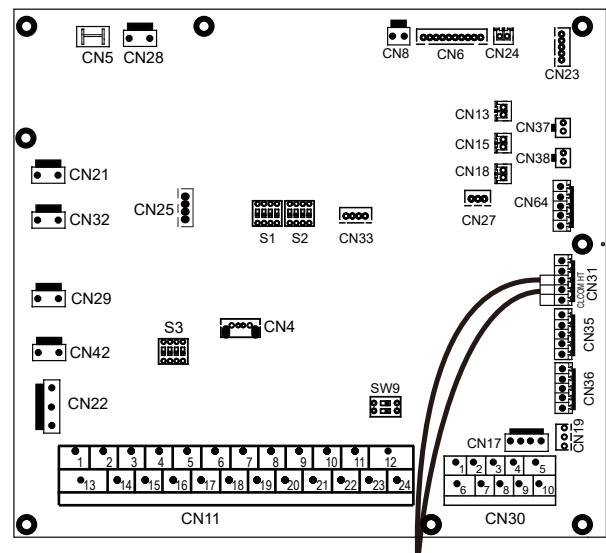 CN5
CN28
CN8
CN6
CN24
CN23
CN13
CN37
CN15
CN38
CN18
CN21
CN32
CN25
S1
S2
CN33
CN27
CN64
CN31
CLCOM HT
CN29
CN4
CN35
S3
CN42
CN36
CN22
SW9
CN17
CN19
1 2 3 4 5 6 7 8 9 10 11 12
13 14 15 16 17 18 19 20 21 22 23 24
CN11
1 2 3 4 5
6 7 8 9 10
CN30